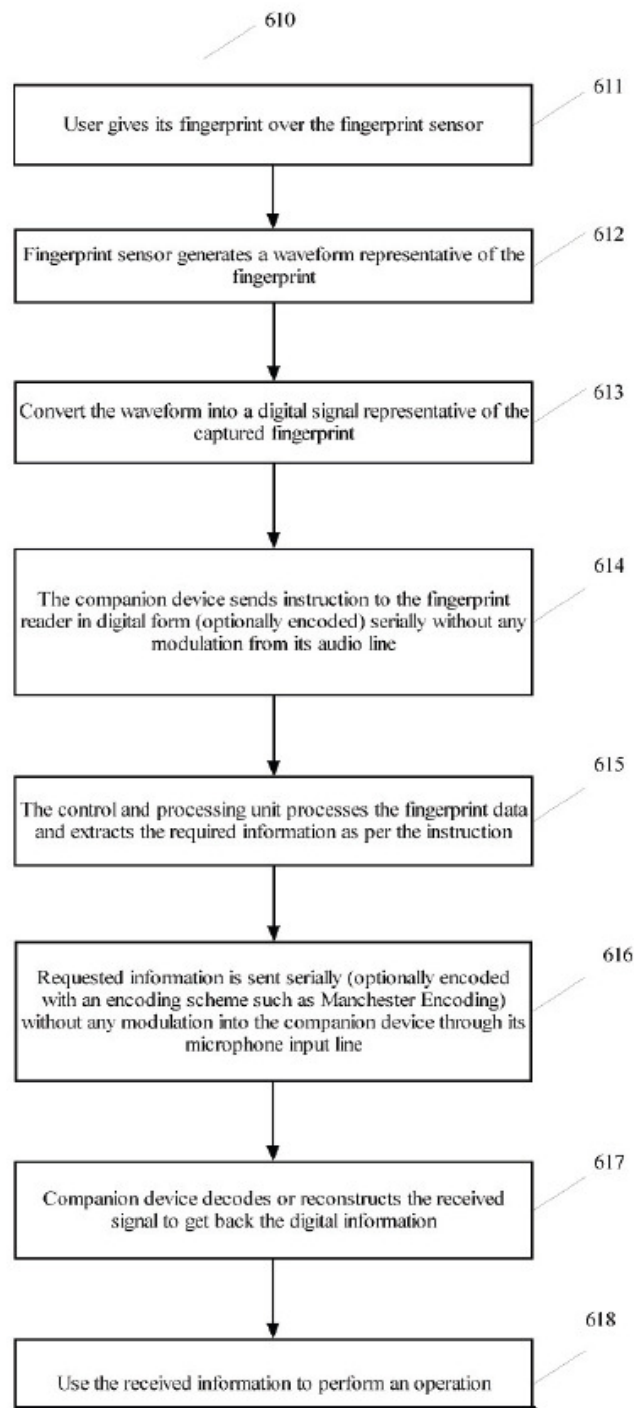 610
611
User gives its fingerprint over the fingerprint sensor
612
Fingerprint sensor generates a waveform representative of the
fingerprint
613
Convert the waveform into a digital signal representative of the
captured fingerprint
614
The companion device sends instruction to the fingerprint
reader in digital form (optionally encoded) serially without any
modulation from its audio line
615
The control and processing unit processes the fingerprint data
and extracts the required information as per the instruction
616
Requested information is sent serially (optionally encoded
with an encoding scheme such as Manchester Encoding)
without any modulation into the companion device through its
microphone input line
617
Companion device decodes or reconstructs the received
signal to get back the digital information
618
Use the received information to perform an operation